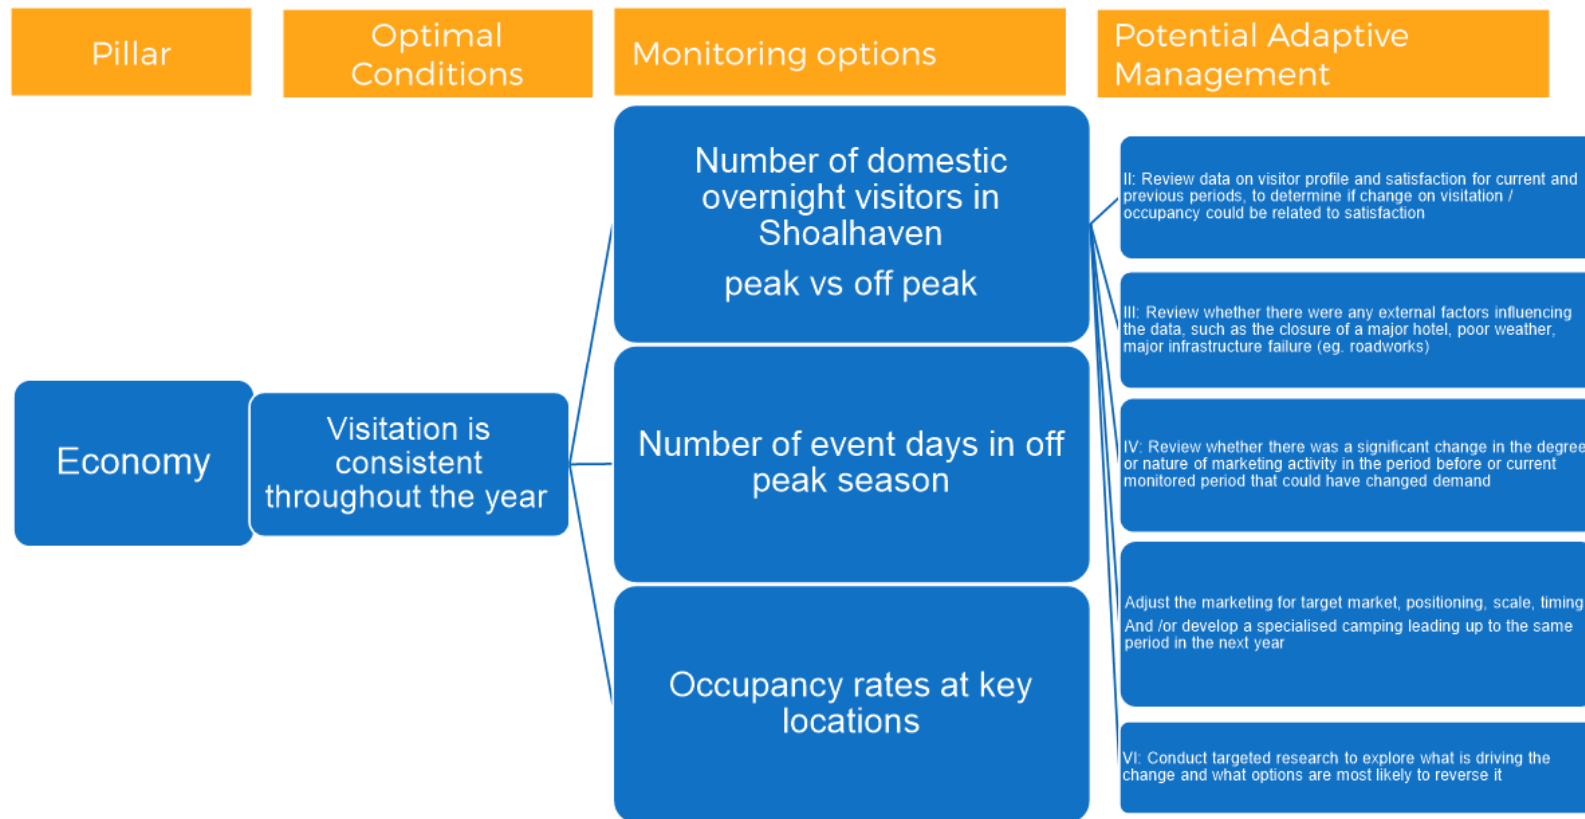 Pillar
Optimal
Conditions
Monitoring options
Potential Adaptive
Management
Economy
Visitation is
consistent
throughout the year
Number of domestic
overnight visitors in
Shoalhaven
peak vs off peak
Number of event days in off
peak season
Occupancy rates at key
locations
II: Review data on visitor profile and satisfaction for current and
previous periods, to determine if change on visitation /
occupancy could be related to satisfaction
III: Review whether there were any external factors influencing
the data, such as the closure of a major hotel, poor weather,
major infrastructure failure (eg. roadworks)
IV: Review whether there was a significant change in the degree
or nature of marketing activity in the period before or current
monitored period that could have changed demand
Adjust the marketing for target market, positioning, scale, timing
And /or develop a specialised camping leading up to the same
period in the next year
VI: Conduct targeted research to explore what is driving the
change and what options are most likely to reverse it